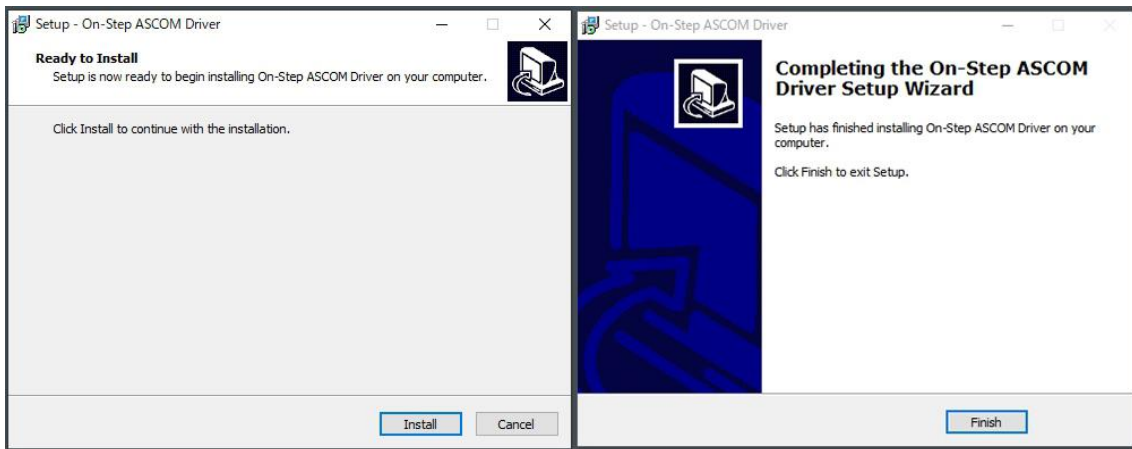 Setup - On-Step ASCOM Driver
Ready to Install
Setup is now ready to begin installing On-Step ASCOM Driver on your computer.
Click Install to continue with the installation.
Install
Cancel
Setup - On-Step ASCOM Driver
Completing the On-Step ASCOM
Driver Setup Wizard
Setup has finished installing On-Step ASCOM Driver on your
computer.
Click Finish to exit Setup.
Finish